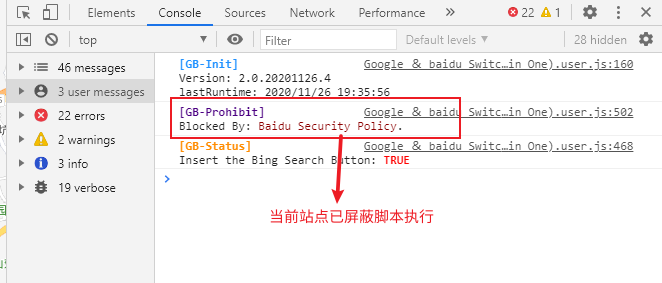 Elements Console Sources Network Performance » 22 1
top Filter Default levels 28 hidden
46 messages
3 user messages
22 errors
2 warnings
3 info
19 verbose
[GB-Init] Google & baidu Switc…in One).user.js:160
Version: 2.0.20201126.4
lastRuntime: 2020/11/26 19:35:56
[GB-Prohibit] Google & baidu Switc…in One).user.js:502
Blocked By: Baidu Security Policy.
[GB-Status] Google & baidu Switc…in One).user.js:468
Insert the Bing Search Button: TRUE
当前站点已屏蔽脚本执行